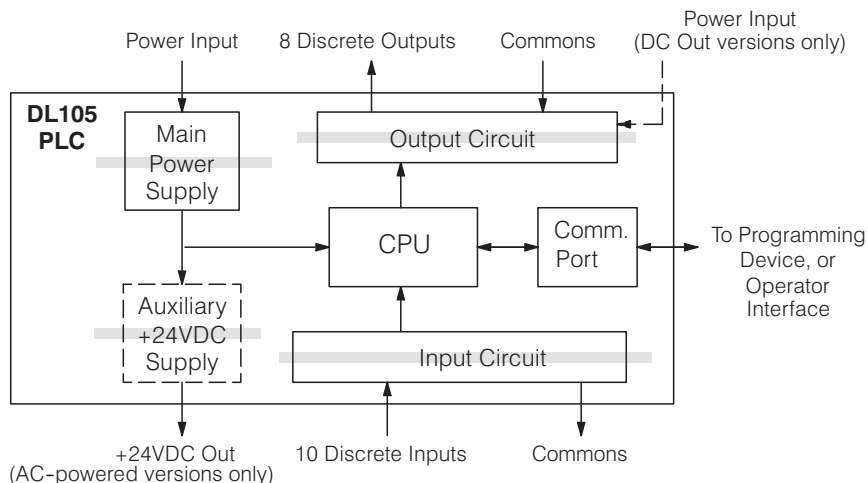 Power Input
8 Discrete Outputs
Commons
Power Input
(DC Out versions only)
DL105
PLC
Main
Power
Supply
Output Circuit
CPU
Comm.
Port
To Programming
Device, or
Operator
Interface
Auxiliary
+24VDC
Supply
Input Circuit
+24VDC Out
(AC-powered versions only)
10 Discrete Inputs
Commons